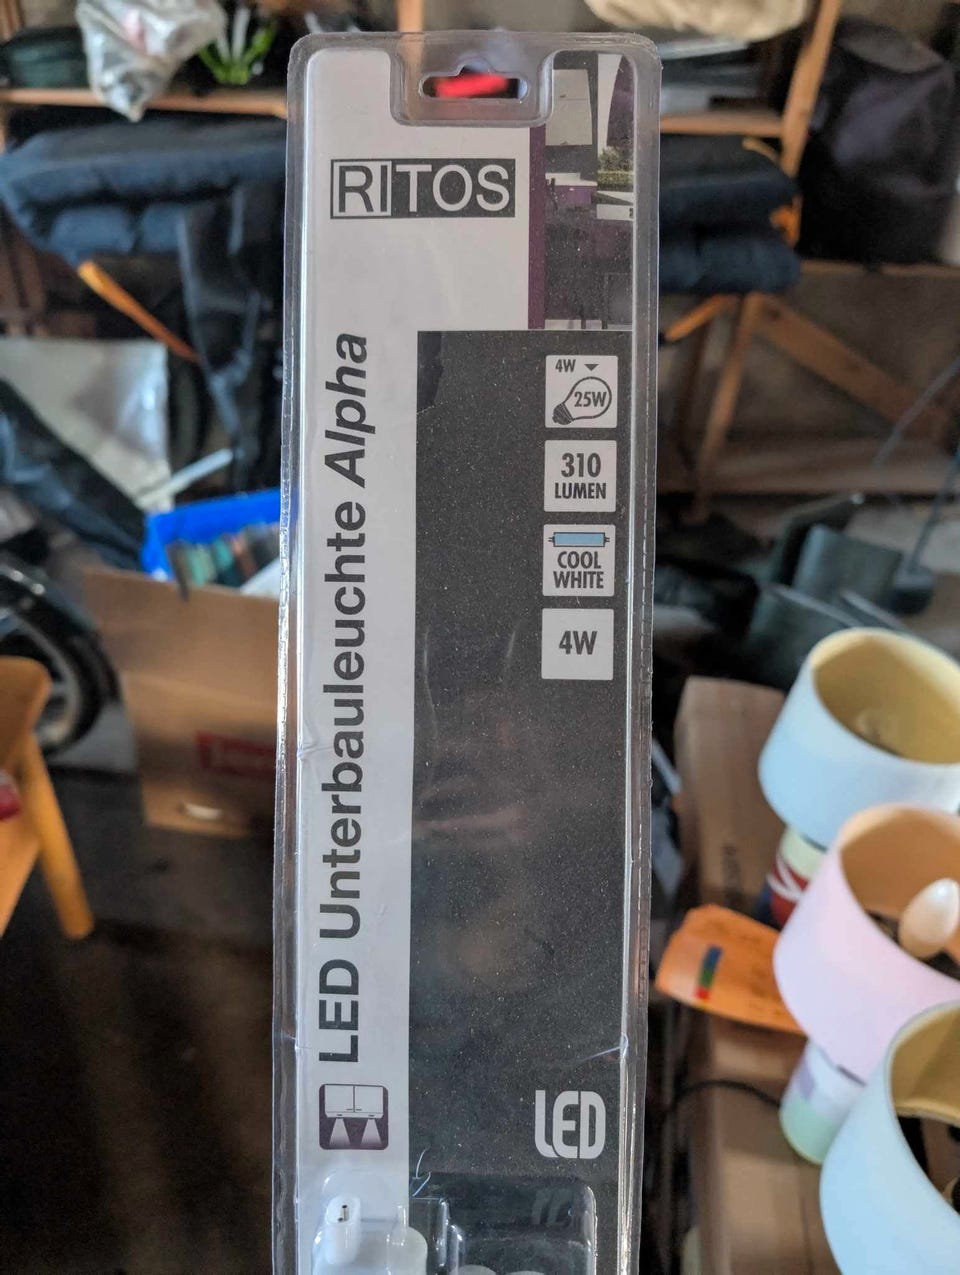 RITOS
LED Unterbauleuchte Alpha
4W
25W
310
LUMEN
COOL
WHITE
4W
LED